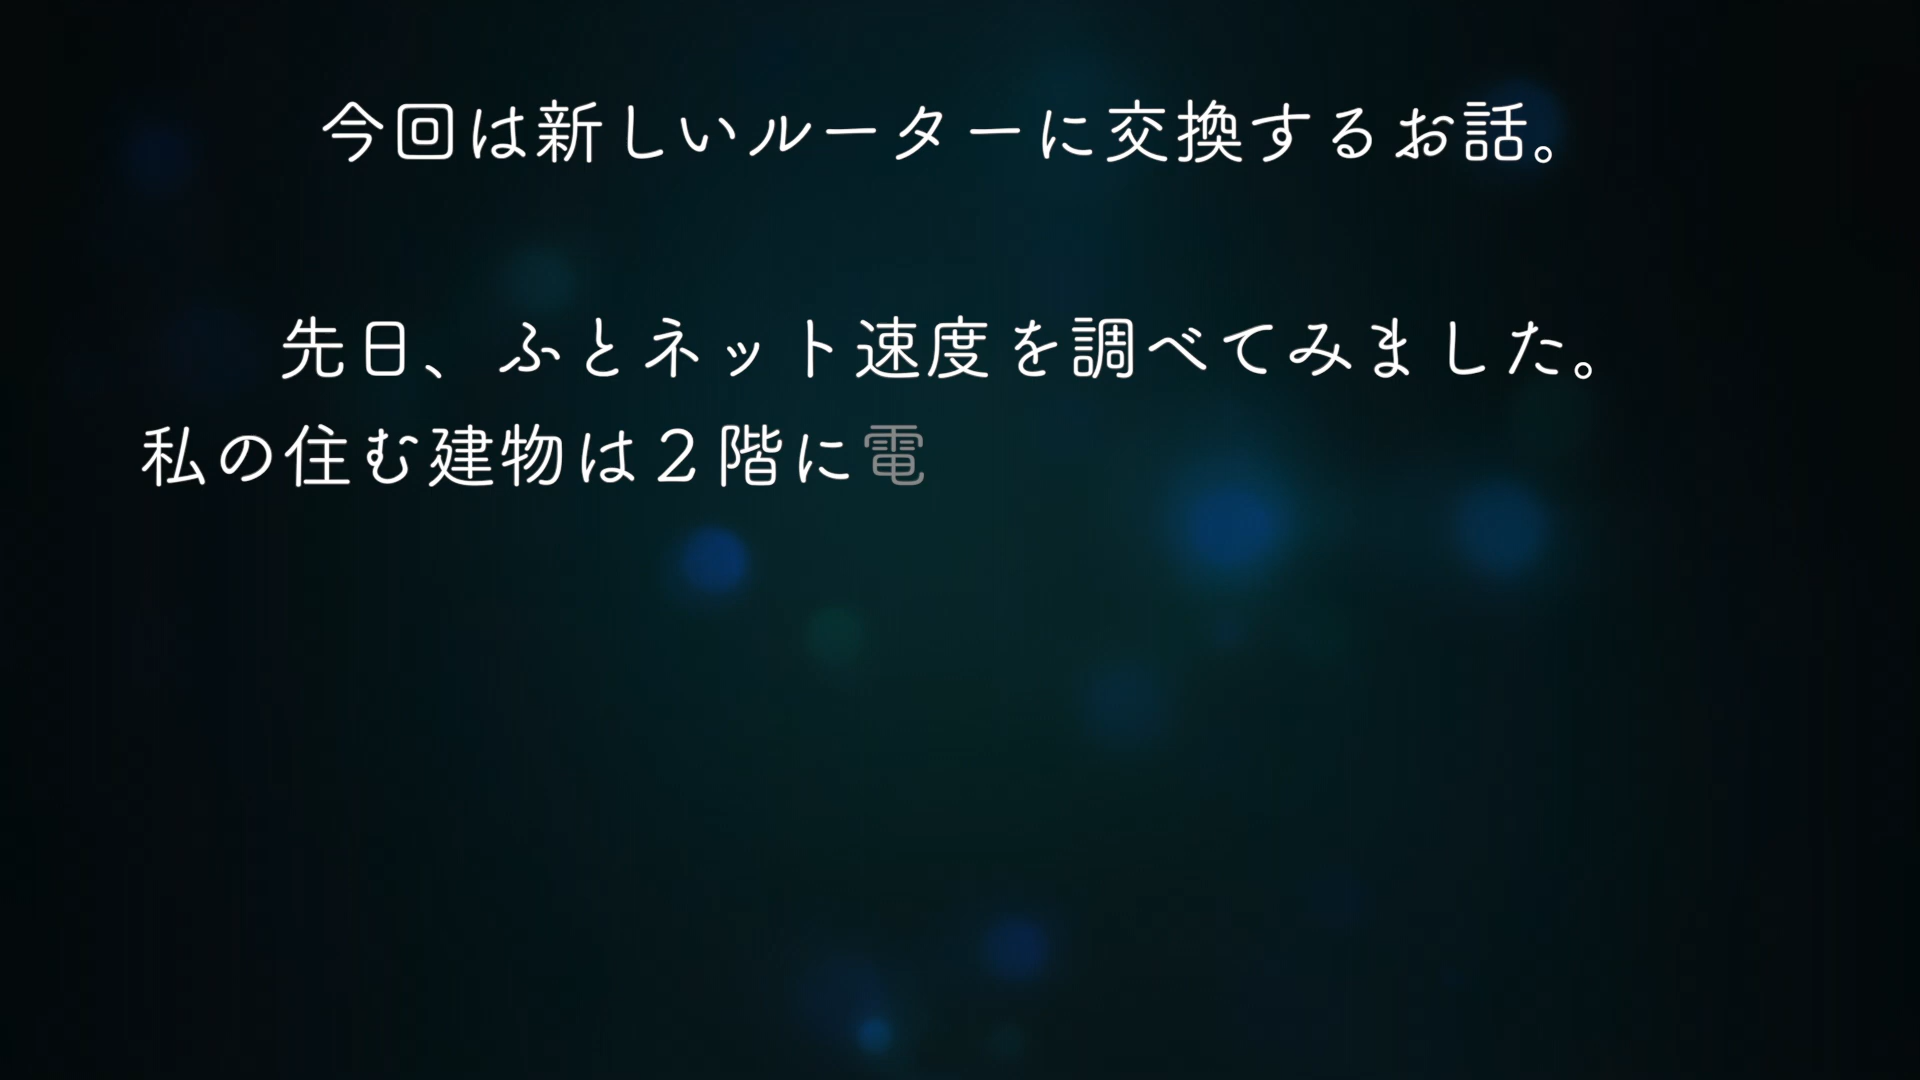 今回は新しいルーターに交換するお話。
先日、ふとネット速度を調べてみました。
私の住む建物は２階に電